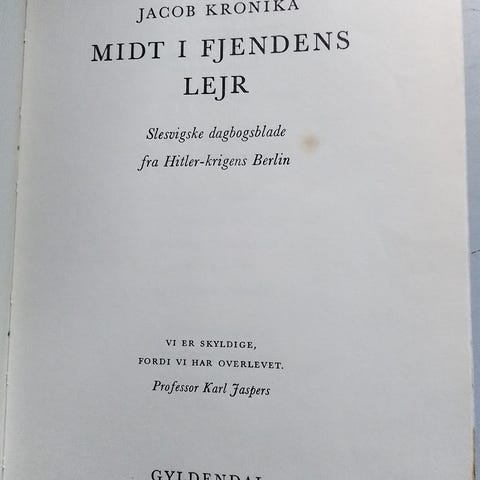 JACOB KRONIKA
MIDT I FJENDENS
LEJR
Slesvigske dagbogsblade
fra Hitler-krigens Berlin
VI ER SKYLDIGE,
FORDI VI HAR OVERLEVET.
Professor Karl Jaspers
GYLDENDAL